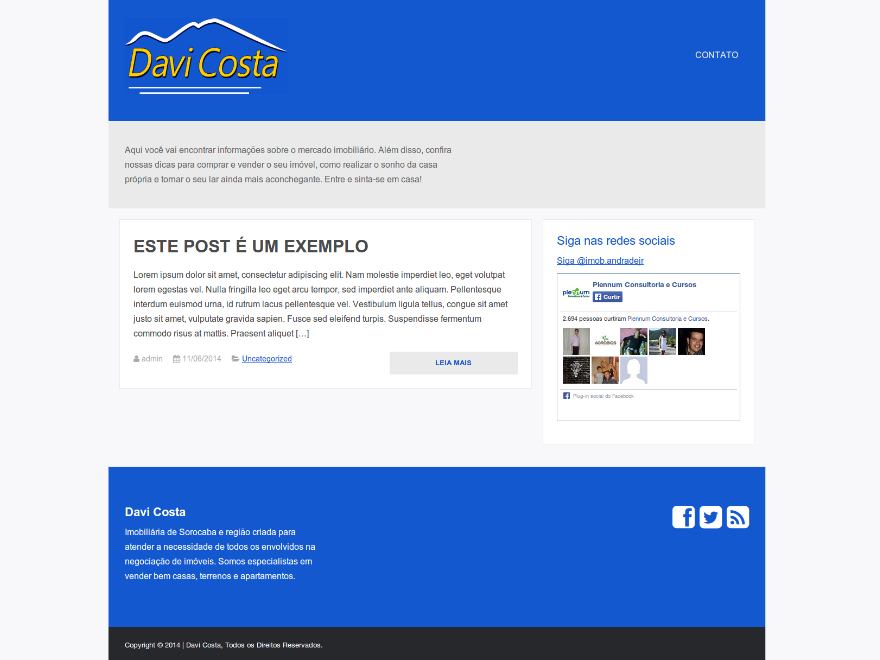 Davi Costa
CONTATO
Aqui você vai encontrar informações sobre o mercado imobiliário. Além disso, confira
nossas dicas para comprar e vender o seu imóvel, como realizar o sonho da casa
própria e tornar o seu lar ainda mais aconchegante. Entre e sinta-se em casa!
ESTE POST É UM EXEMPLO
Lorem ipsum dolor sit amet, consectetur adipiscing elit. Nam molestie imperdiet leo, eget volutpat
lorem egestas vel. Nulla fringilla leo eget arcu tempor, sed imperdiet ante aliquam. Pellentesque
interdum euismod urna, id rutrum lacus pellentesque vel. Vestibulum ligula tellus, congue sit amet
justo sit amet, vulputate gravida sapien. Fusce sed eleifend turpis. Suspendisse fermentum
commodo risus at mattis. Praesent aliquet [...]
admin 11/06/2014 Uncategorized
LEIA MAIS
Siga nas redes sociais
Siga @imob.andradejr
Plennum Consultoria e Cursos
Curtir
2.694 pessoas curtiram Plennum Consultoria e Cursos.
Plug-in social do Facebook
Davi Costa
Imobiliária de Sorocaba e região criada para
atender a necessidade de todos os envolvidos na
negociação de imóveis. Somos especialistas em
vender bem casas, terrenos e apartamentos.
Copyright © 2014 | Davi Costa, Todos os Direitos Reservados.